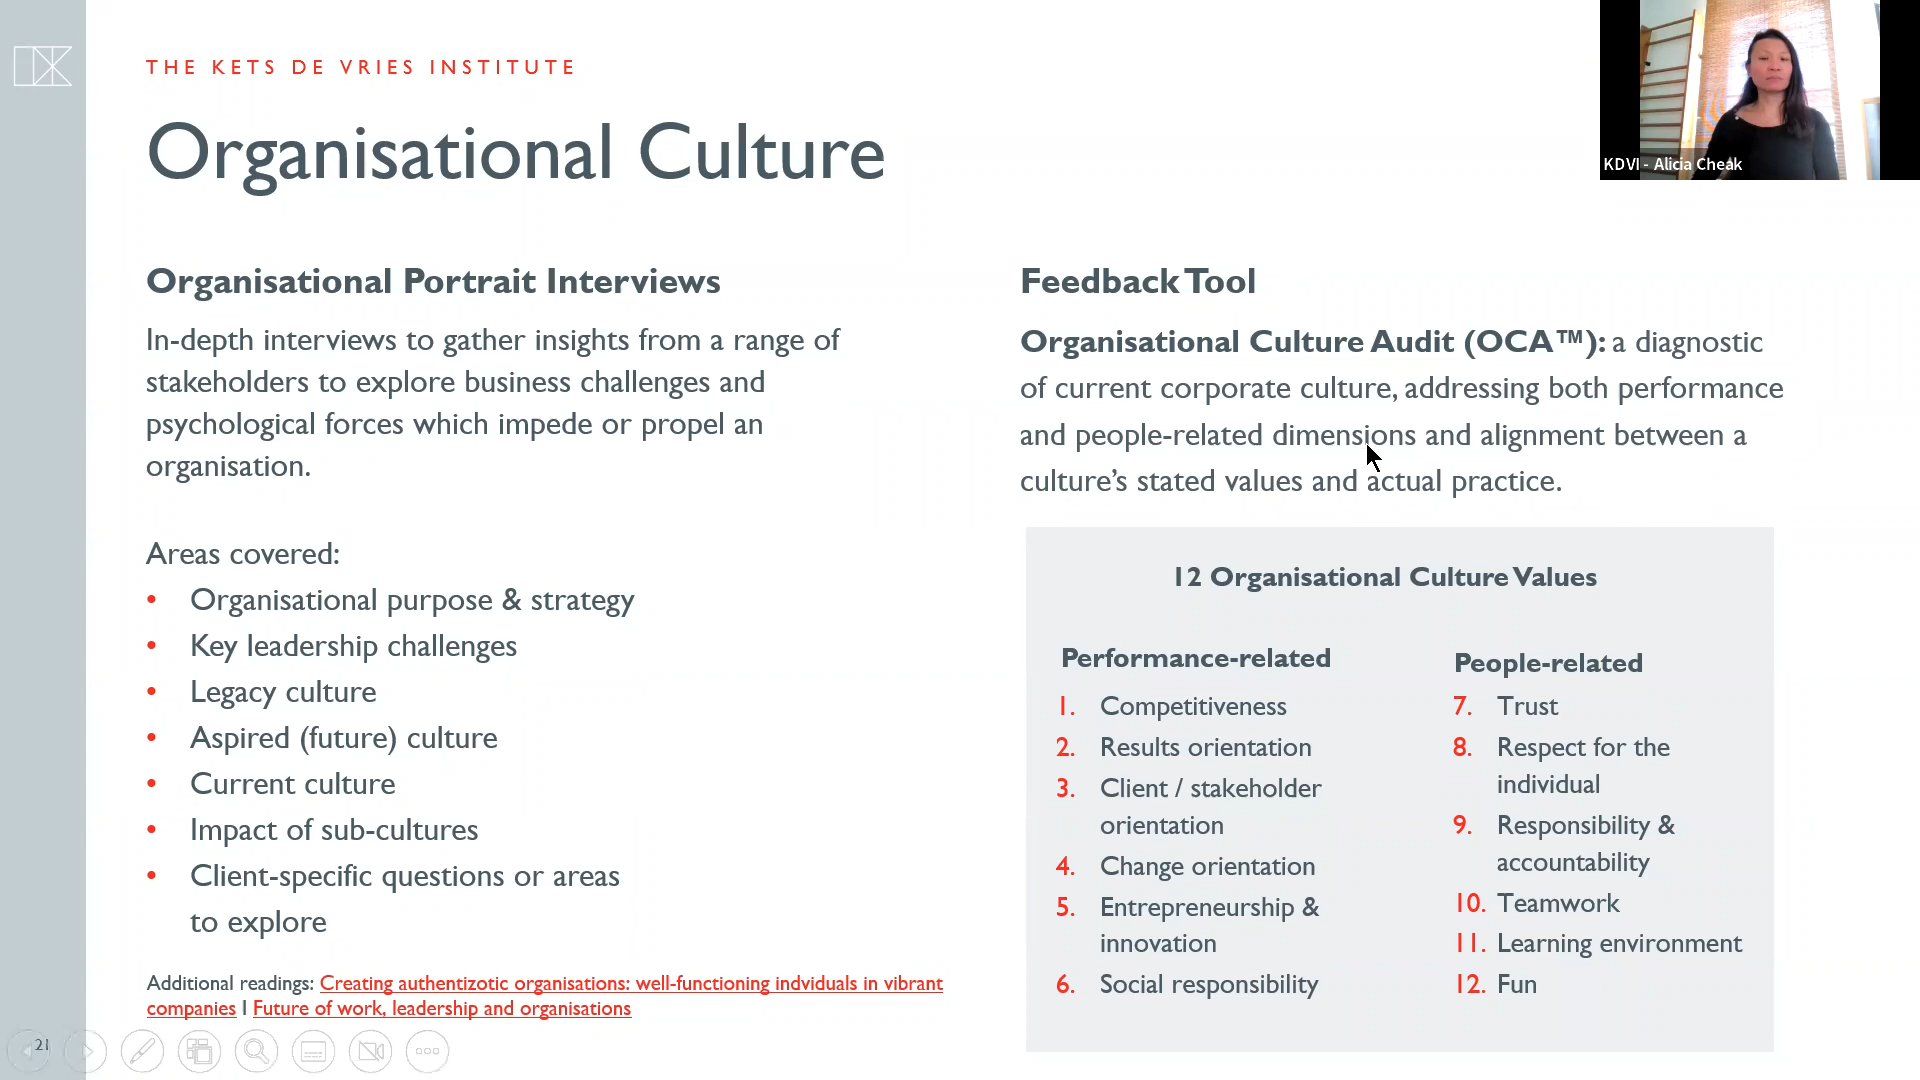 THE KETS DE VRIES INSTITUTE
Organisational Culture
KDVI - Alicia Cheak
Organisational Portrait Interviews
In-depth interviews to gather insights from a range of
stakeholders to explore business challenges and
psychological forces which impede or propel an
organisation.
Areas covered:
• Organisational purpose & strategy
• Key leadership challenges
• Legacy culture
• Aspired (future) culture
• Current culture
• Impact of sub-cultures
• Client-specific questions or areas
to explore
Additional readings: Creating authentizotic organisations: well-functioning indviduals in vibrant
companies I Future of work, leadership and organisations
21
Feedback Tool
Organisational Culture Audit (OCA™): a diagnostic
of current corporate culture, addressing both performance
and people-related dimensions and alignment between a
culture’s stated values and actual practice.
12 Organisational Culture Values
Performance-related
1. Competitiveness
2. Results orientation
3. Client / stakeholder
orientation
4. Change orientation
5. Entrepreneurship &
innovation
6. Social responsibility
People-related
7. Trust
8. Respect for the
individual
9. Responsibility &
accountability
10. Teamwork
11. Learning environment
12. Fun